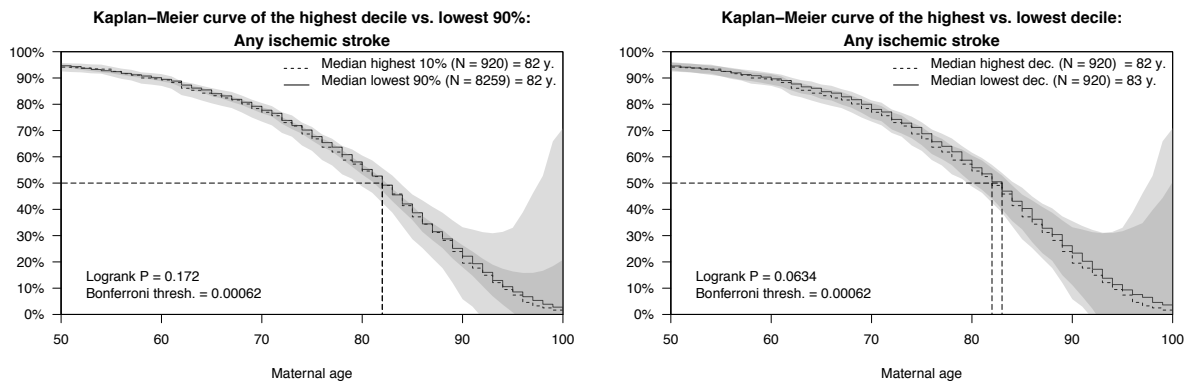 Kaplan−Meier curve of the highest decile vs. lowest 90%:
Any ischemic stroke
100%
90%
80%
70%
60%
50%
40%
30%
20%
10%
0%
Median highest 10% (N = 920) = 82 y.
Median lowest 90% (N = 8259) = 82 y.
Logrank P = 0.172
Bonferroni thresh. = 0.00062
50 60 70 80 90 100
Maternal age
Kaplan−Meier curve of the highest vs. lowest decile:
Any ischemic stroke
100%
90%
80%
70%
60%
50%
40%
30%
20%
10%
0%
Median highest dec. (N = 920) = 82 y.
Median lowest dec. (N = 920) = 83 y.
Logrank P = 0.0634
Bonferroni thresh. = 0.00062
50 60 70 80 90 100
Maternal age